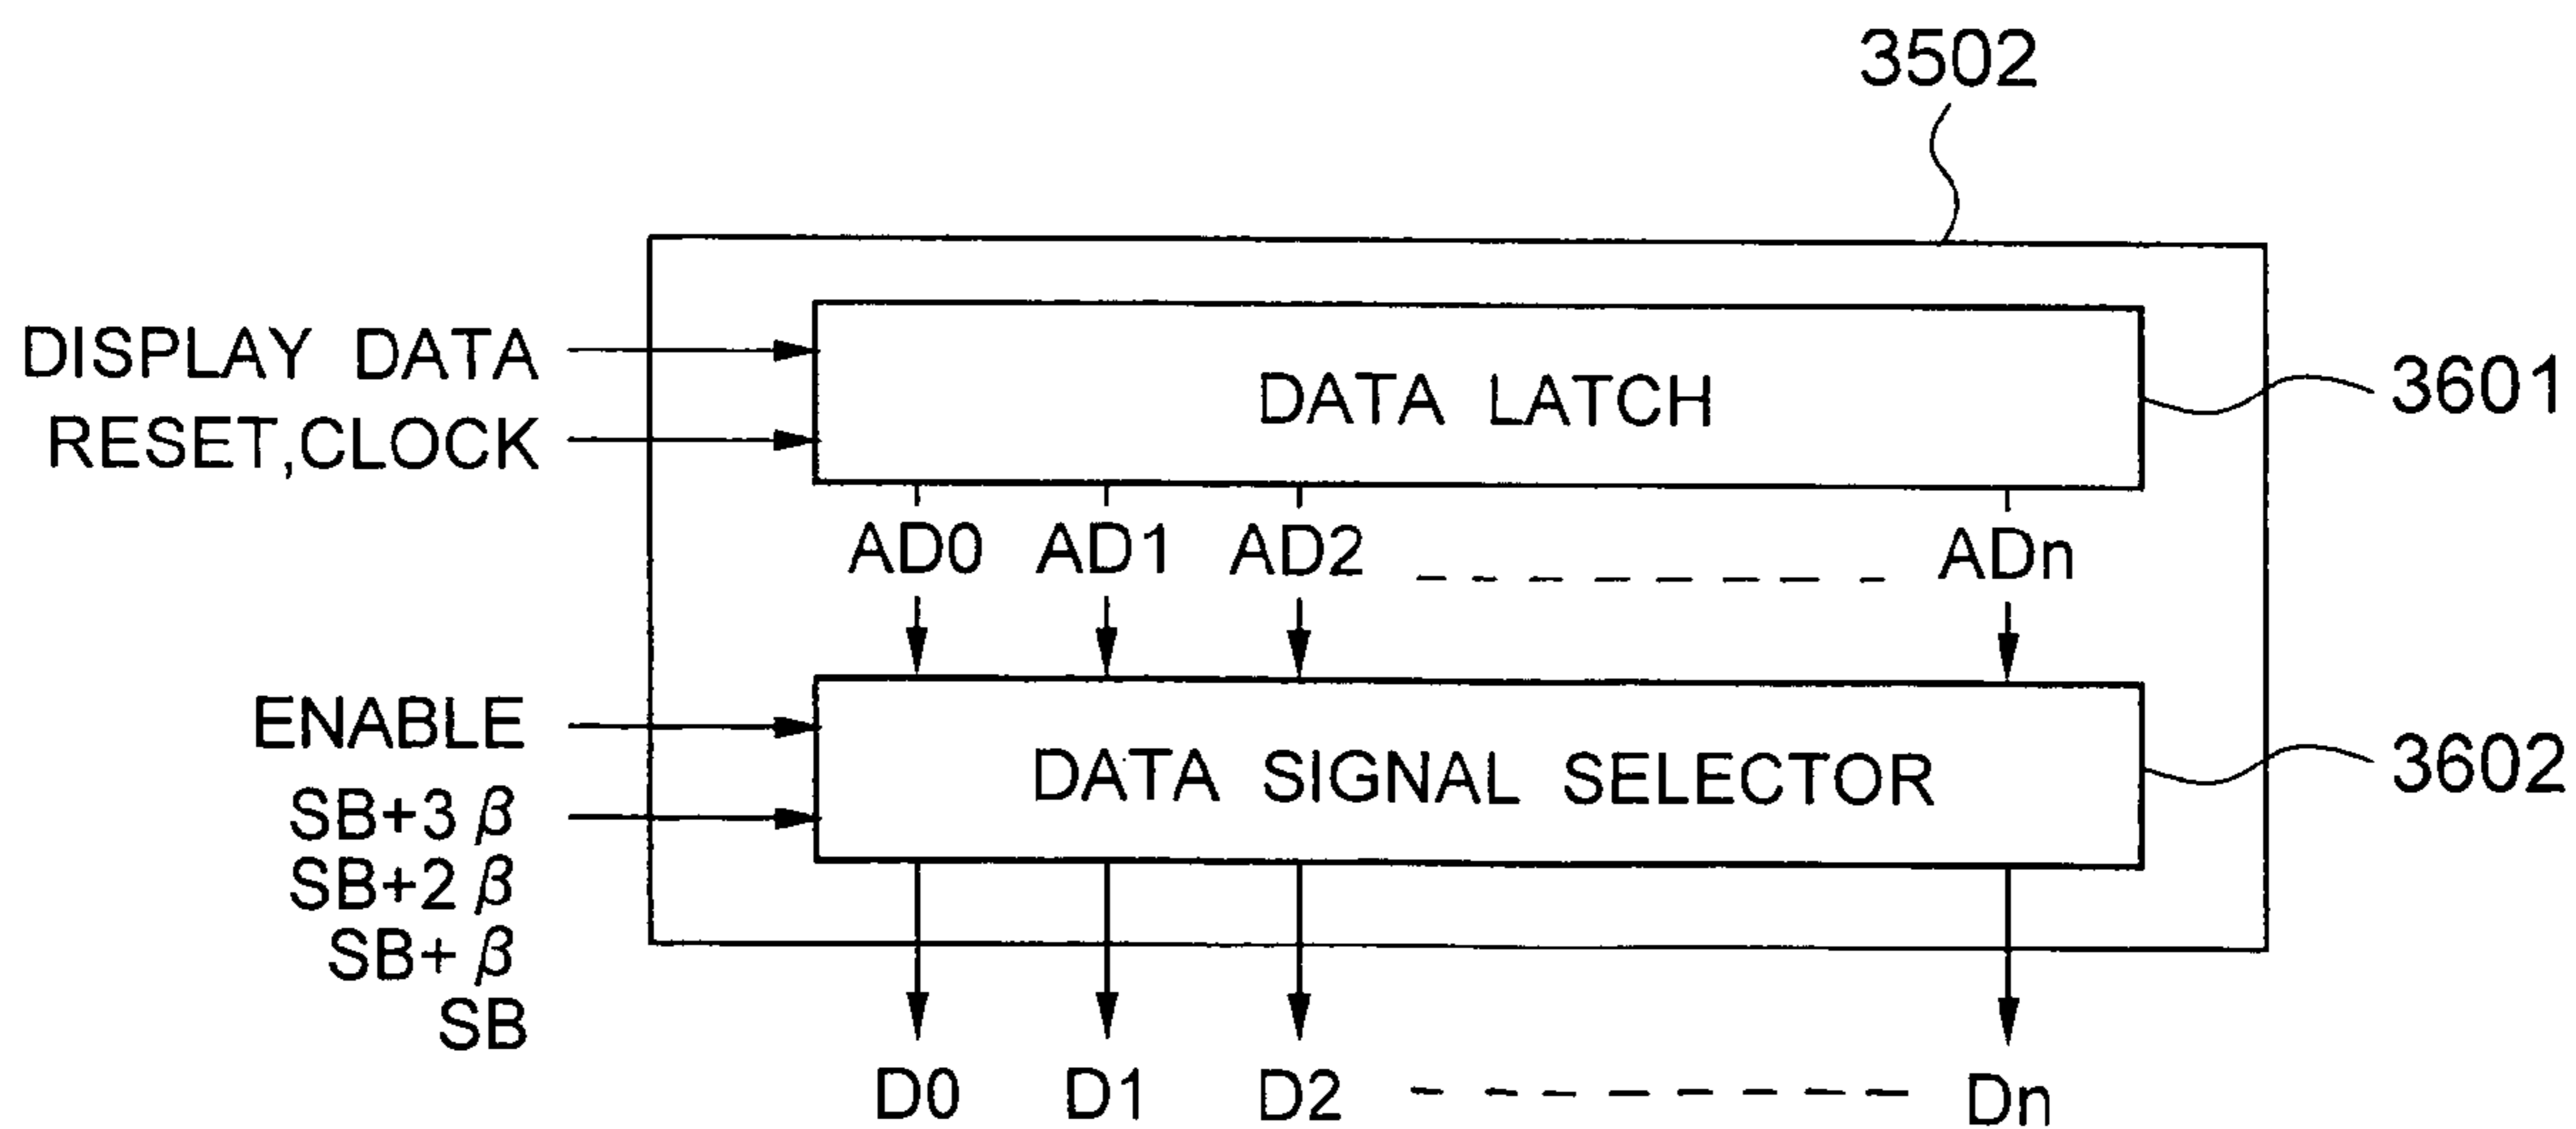 3502
DISPLAY DATA
RESET,CLOCK
DATA LATCH
3601
AD0 AD1 AD2 ADn
ENABLE
SB+3β
SB+2β
SB+β
SB
DATA SIGNAL SELECTOR
3602
D0 D1 D2 Dn